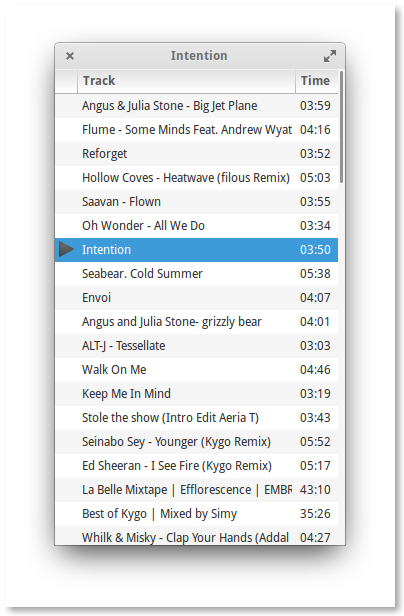 Intention
Track Time
Angus & Julia Stone - Big Jet Plane 03:59
Flume - Some Minds Feat. Andrew Wyat 04:16
Reforget 03:52
Hollow Coves - Heatwave (filous Remix) 05:03
Saavan - Flown 03:55
Oh Wonder - All We Do 03:34
Intention 03:50
Seabear. Cold Summer 05:38
Envoi 04:07
Angus and Julia Stone- grizzly bear 04:01
ALT-J - Tessellate 03:03
Walk On Me 04:46
Keep Me In Mind 03:19
Stole the show (Intro Edit Aeria T) 03:43
Seinabo Sey - Younger (Kygo Remix) 05:52
Ed Sheeran - I See Fire (Kygo Remix) 05:17
La Belle Mixtape | Efflorescence | EMBR 43:10
Best of Kygo | Mixed by Simy 35:26
Whilk & Misky - Clap Your Hands (Addal 04:27